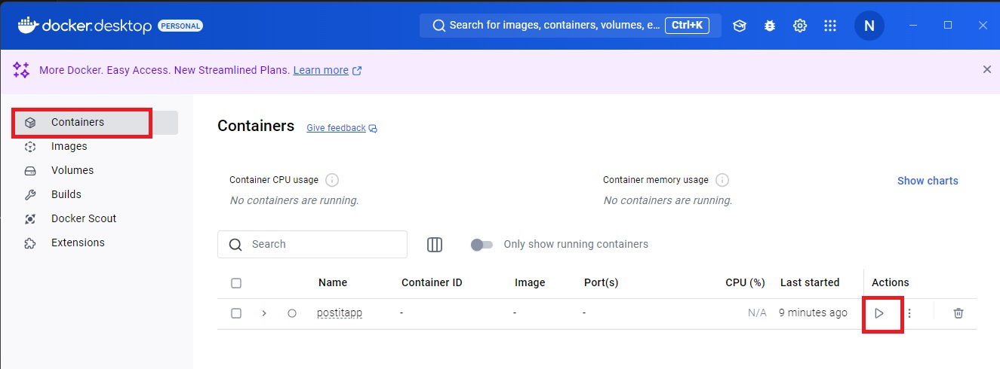 docker.desktop PERSONAL Search for images, containers, volumes, e... Ctrl+K N
More Docker. Easy Access. New Streamlined Plans. Learn more
Containers
Images
Volumes
Builds
Docker Scout
Extensions
Containers Give feedback
Container CPU usage
No containers are running.
Container memory usage
No containers are running.
Show charts
Search Only show running containers
Name Container ID Image Port(s) CPU (%) Last started Actions
postitapp - - - N/A 9 minutes ago